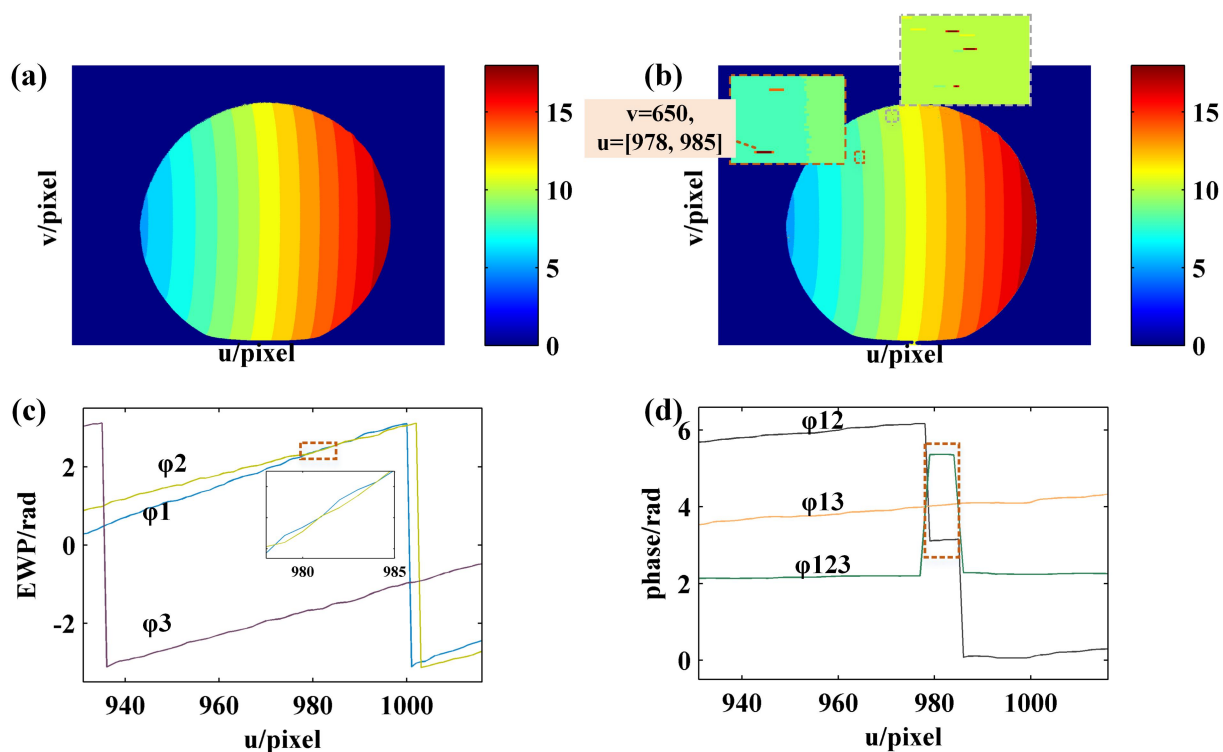 (a)
v/pixel
u/pixel
15
10
5
0
(b)
v=650,
u=[978, 985]
v/pixel
u/pixel
15
10
5
0
(c)
EWP/rad
2
0
-2
φ2
φ1
φ3
980
985
940
960
980
1000
u/pixel
(d)
phase/rad
6
4
2
0
φ12
φ13
φ123
940
960
980
1000
u/pixel